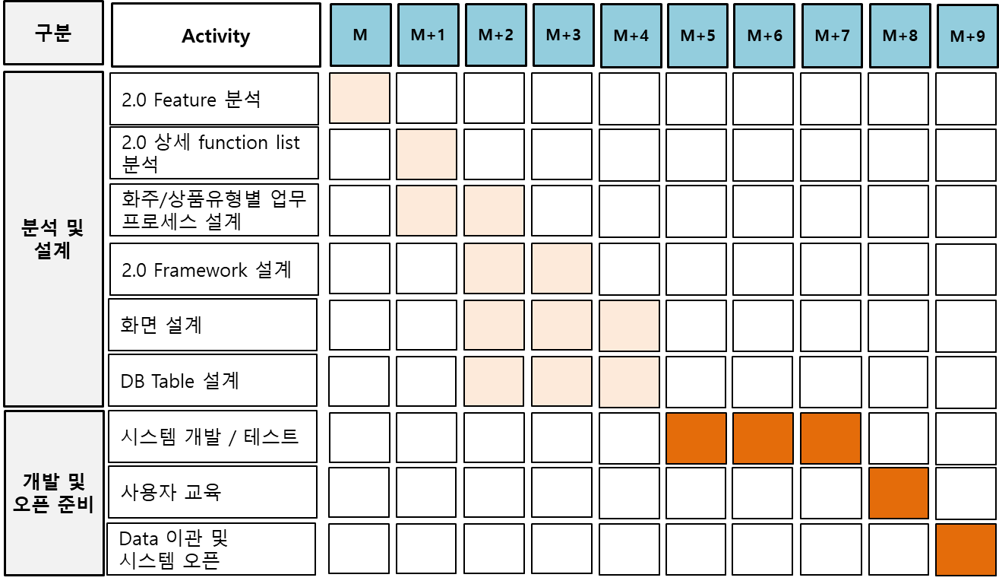 구분
Activity
M
M+1
M+2
M+3
M+4
M+5
M+6
M+7
M+8
M+9
분석 및
설계
2.0 Feature 분석
2.0 상세 function list
분석
화주/상품유형별 업무
프로세스 설계
2.0 Framework 설계
화면 설계
DB Table 설계
개발 및
오픈 준비
시스템 개발 / 테스트
사용자 교육
Data 이관 및
시스템 오픈